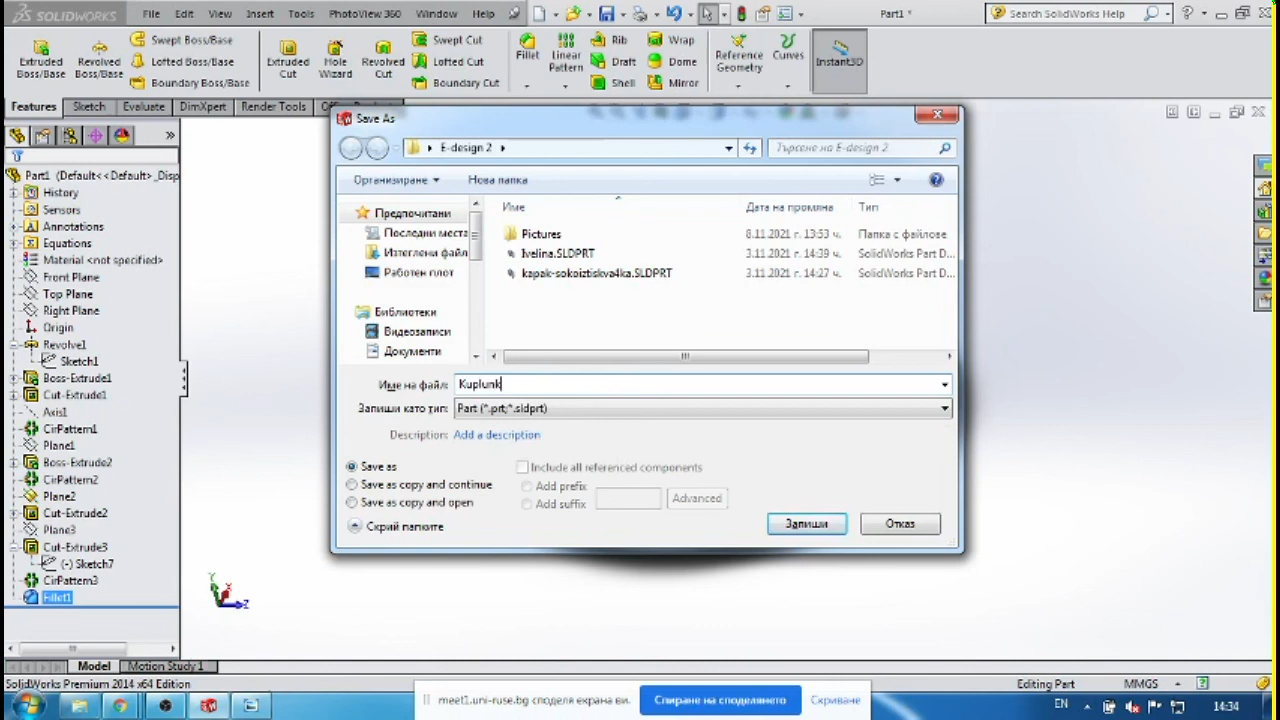 SOLIDWORKS File Edit View Insert Tools PhotoView 360 Window Help Part1 * Search SolidWorks Help
Extruded Boss/Base
Revolved Boss/Base
Swept Boss/Base
Lofted Boss/Base
Boundary Boss/Base
Extruded Cut
Hole Wizard
Revolved Cut
Swept Cut
Lofted Cut
Boundary Cut
Fillet
Linear Pattern
Rib
Draft
Shell
Wrap
Dome
Mirror
Reference Geometry
Curves
Instant3D
Features Sketch Evaluate DimXpert Render Tools
Part1 (Default<<Default>_Disp
History
Sensors
Annotations
Equations
Material <not specified>
Front Plane
Top Plane
Right Plane
Origin
Revolve1
Sketch1
Boss-Extrude1
Cut-Extrude1
Axis1
CirPattern1
Plane1
Boss-Extrude2
CirPattern2
Plane2
Cut-Extrude2
Plane3
Cut-Extrude3
(-) Sketch7
CirPattern3
Fillet1
Save As
E-design 2
Търсене на E-design 2
Организиране Нова папка
Предпочитани
Последни места
Изтеглени файл
Работен плот
Библиотеки
Видеозаписи
Документи
Име Дата на промяна Тип
Pictures 8.11.2021 г. 13:53 ч. Папка с файлове
Ivelina.SLDPRT 3.11.2021 г. 14:39 ч. SolidWorks Part D...
kapak-sokoiztiskva4ka.SLDPRT 3.11.2021 г. 14:27 ч. SolidWorks Part D...
Име на файл: Kuplunk
Запиши като тип: Part (*.prt;*.sldprt)
Description: Add a description
Save as
Save as copy and continue
Save as copy and open
Include all referenced components
Add prefix
Add suffix
Advanced
Скрий папките
Запиши Отказ
Y X Z
Model Motion Study 1
SolidWorks Premium 2014 x64 Edition Editing Part MMGS
meet1.uni-ruse.bg споделя екрана ви. Спиране на споделянето Скриване
EN 14:34